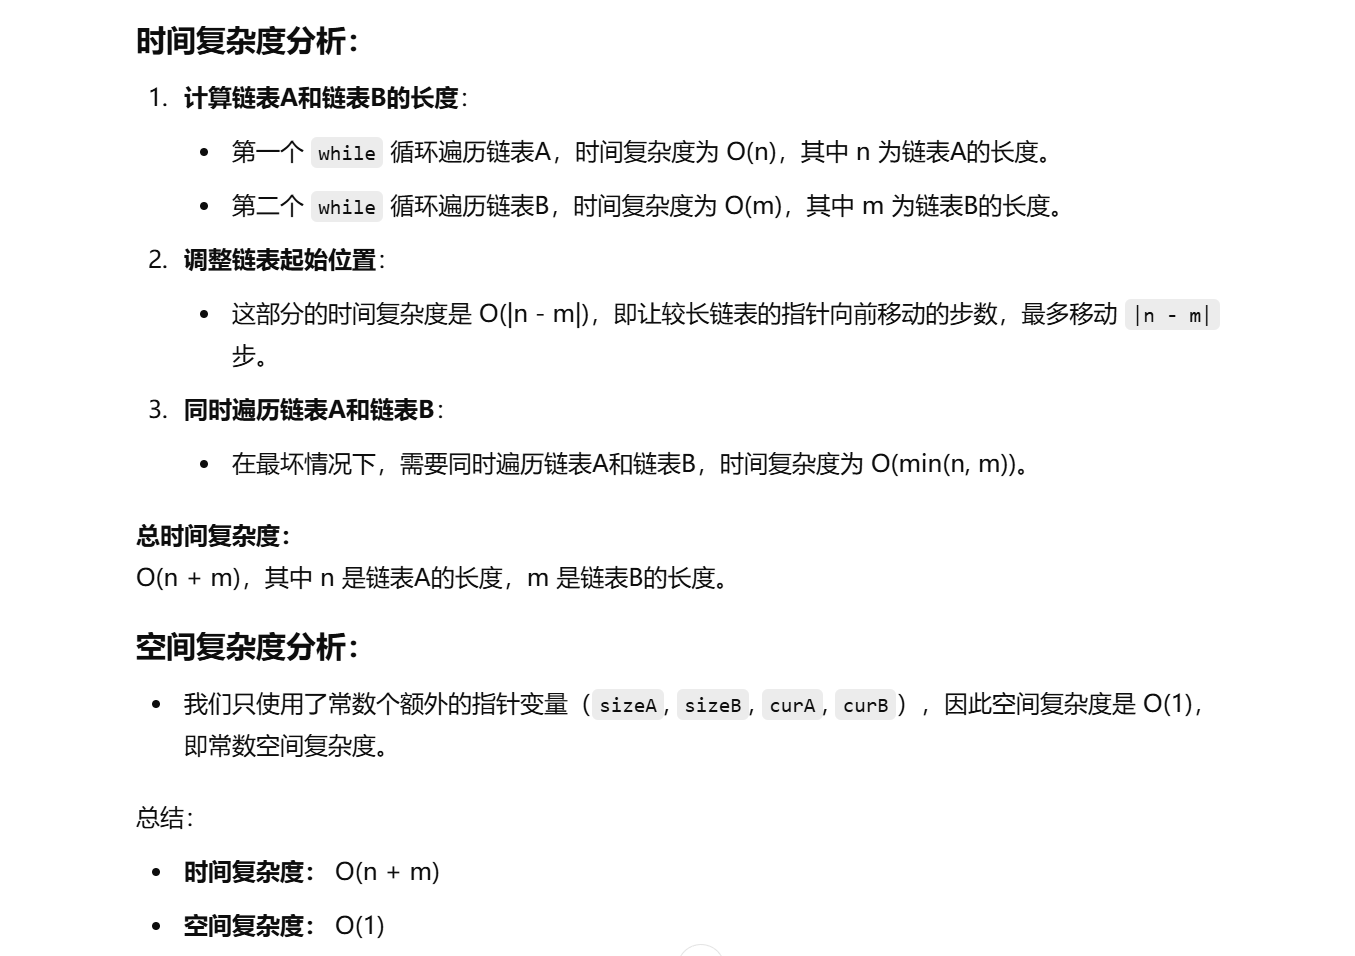 时间复杂度分析：
1. 计算链表A和链表B的长度：
• 第一个 while 循环遍历链表A，时间复杂度为 O(n)，其中 n 为链表A的长度。
• 第二个 while 循环遍历链表B，时间复杂度为 O(m)，其中 m 为链表B的长度。
2. 调整链表起始位置：
• 这部分的时间复杂度是 O(|n - m|)，即让较长链表的指针向前移动的步数，最多移动 |n - m|
步。
3. 同时遍历链表A和链表B：
• 在最坏情况下，需要同时遍历链表A和链表B，时间复杂度为 O(min(n, m))。
总时间复杂度：
O(n + m)，其中 n 是链表A的长度，m 是链表B的长度。
空间复杂度分析：
• 我们只使用了常数个额外的指针变量（sizeA, sizeB, curA, curB），因此空间复杂度是 O(1)，
即常数空间复杂度。
总结：
• 时间复杂度： O(n + m)
• 空间复杂度： O(1)